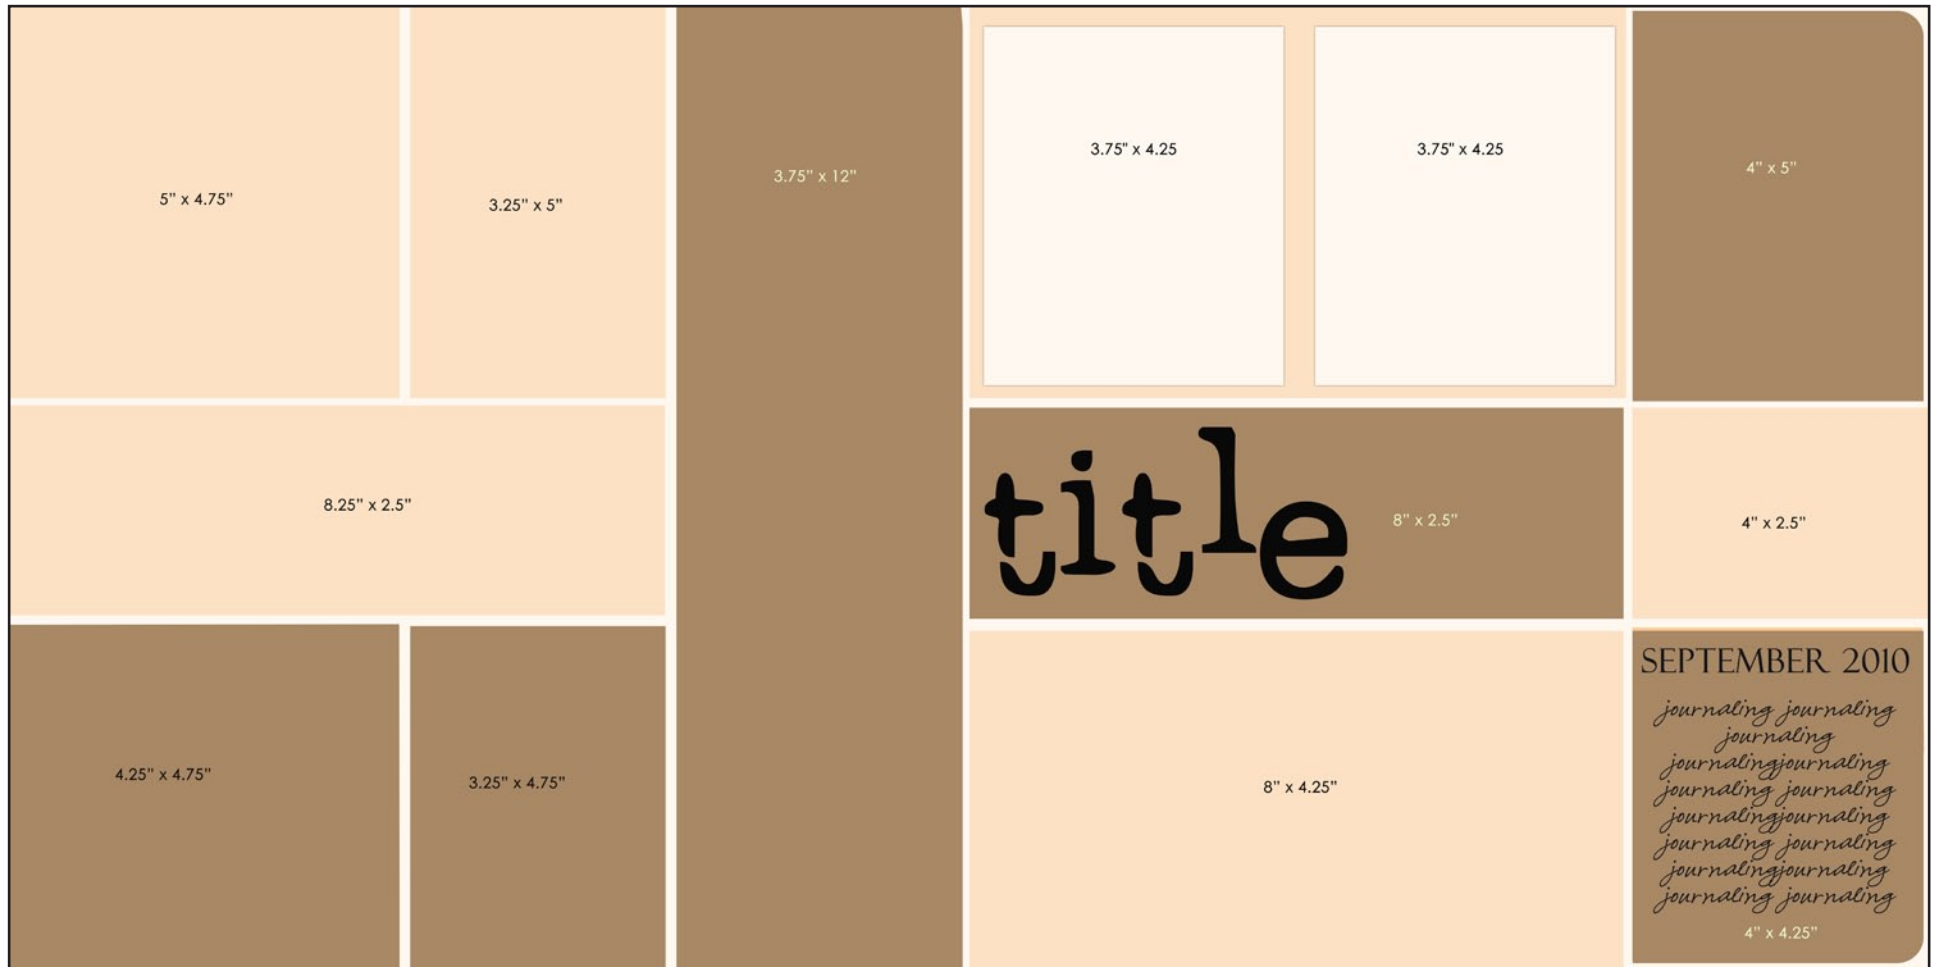 5" x 4.75"
3.25" x 5"
3.75" x 12"
3.75" x 4.25
3.75" x 4.25
4" x 5"
8.25" x 2.5"
title
8" x 2.5"
4" x 2.5"
4.25" x 4.75"
3.25" x 4.75"
8" x 4.25"
SEPTEMBER 2010
journaling journaling
journaling
journalingjournaling
journaling journaling
journalingjournaling
journaling journaling
journalingjournaling
journaling journaling
4" x 4.25"